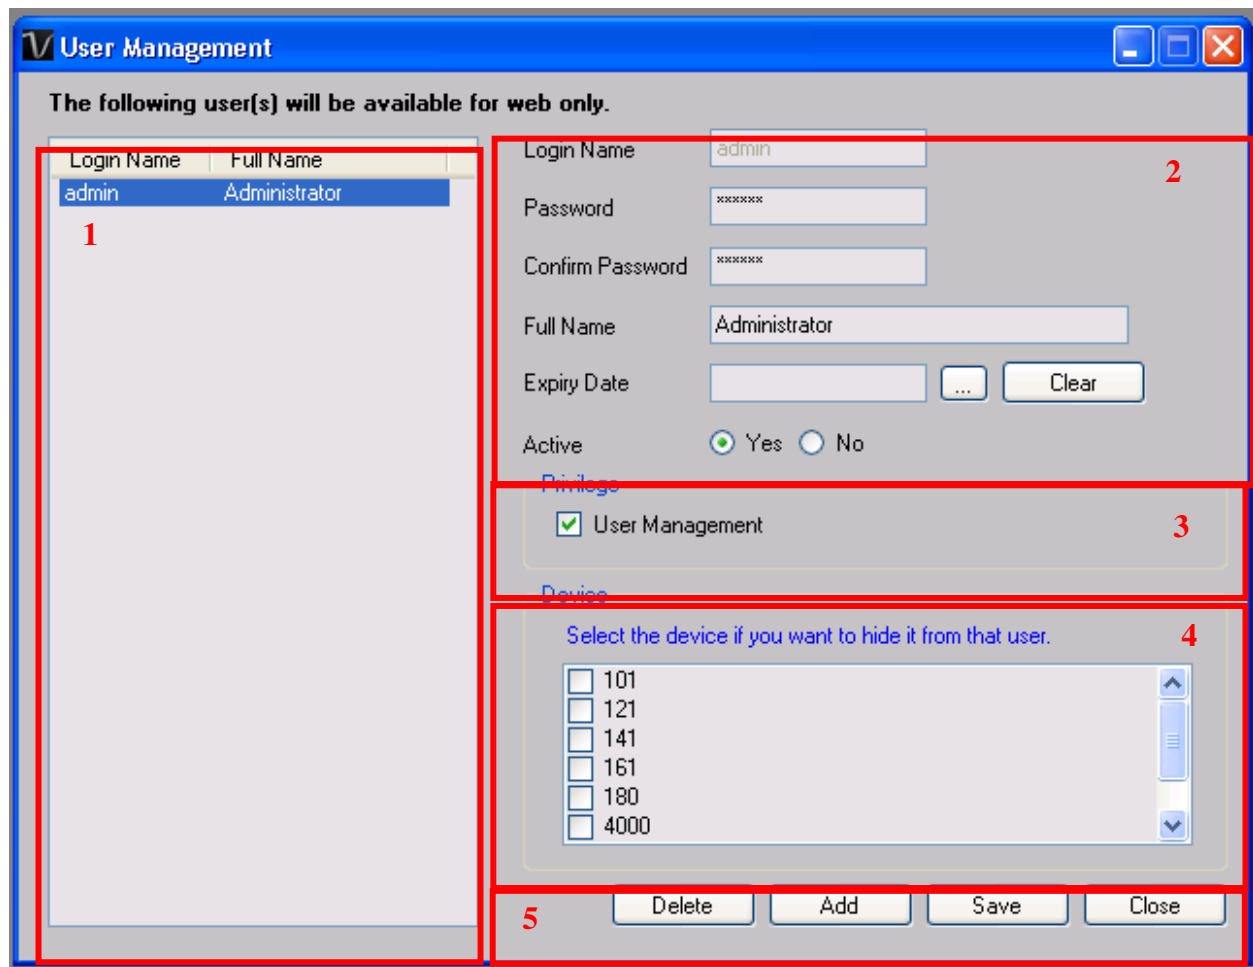 User Management
The following user(s) will be available for web only.
Login Name Full Name
admin Administrator
1
Login Name admin
2
Password ******
Confirm Password ******
Full Name Administrator
Expiry Date ... Clear
Active Yes No
Privilege
User Management
3
Device
Select the device if you want to hide it from that user.
4
101
121
141
161
180
4000
5
Delete Add Save Close